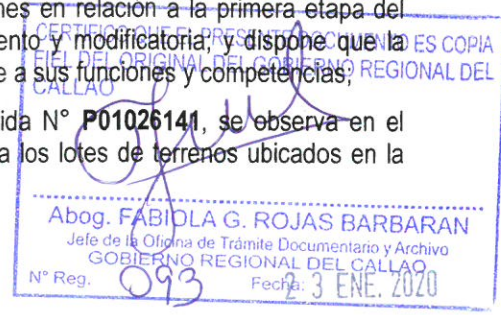 nes en relación a la primera etapa del
ento y modificatoria; y dispone que la
CERTIFICO QUE EL PRESENTE DOCUMENTO ES COPIA
e a sus funciones y competencias;
FIEL DEL ORIGINAL DEL GOBIERNO REGIONAL DEL
CALLAO
ida N° P01026141, se observa en el
a los lotes de terrenos ubicados en la
Abog. FABIOLA G. ROJAS BARBARAN
Jefe de la Oficina de Trámite Documentario y Archivo
GOBIERNO REGIONAL DEL CALLAO
N° Reg. 093 Fecha: 23 ENE. 2020